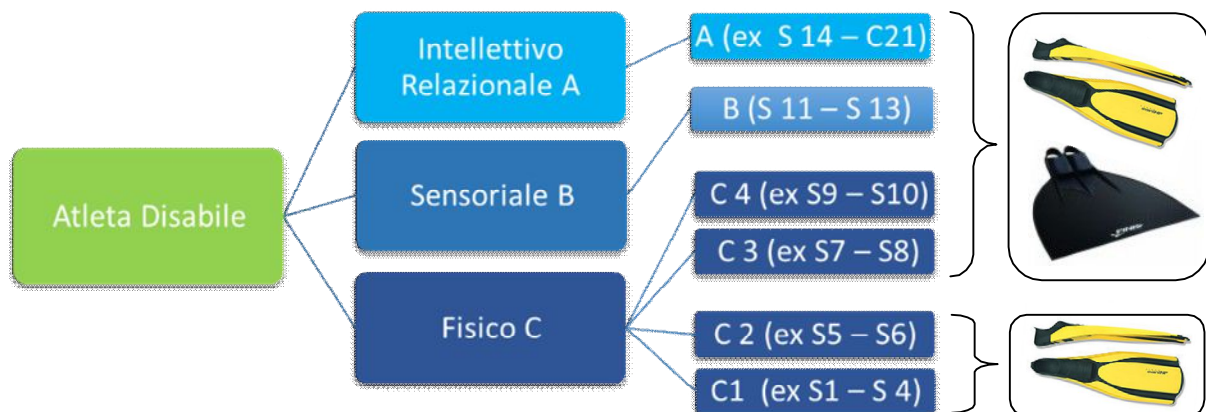 Atleta Disabile
Intellettivo
Relazionale A
Sensoriale B
Fisico C
A (ex S 14 – C21)
B (S 11 – S 13)
C 4 (ex S9 – S10)
C 3 (ex S7 – S8)
C 2 (ex S5 – S6)
C1 (ex S1 – S 4)